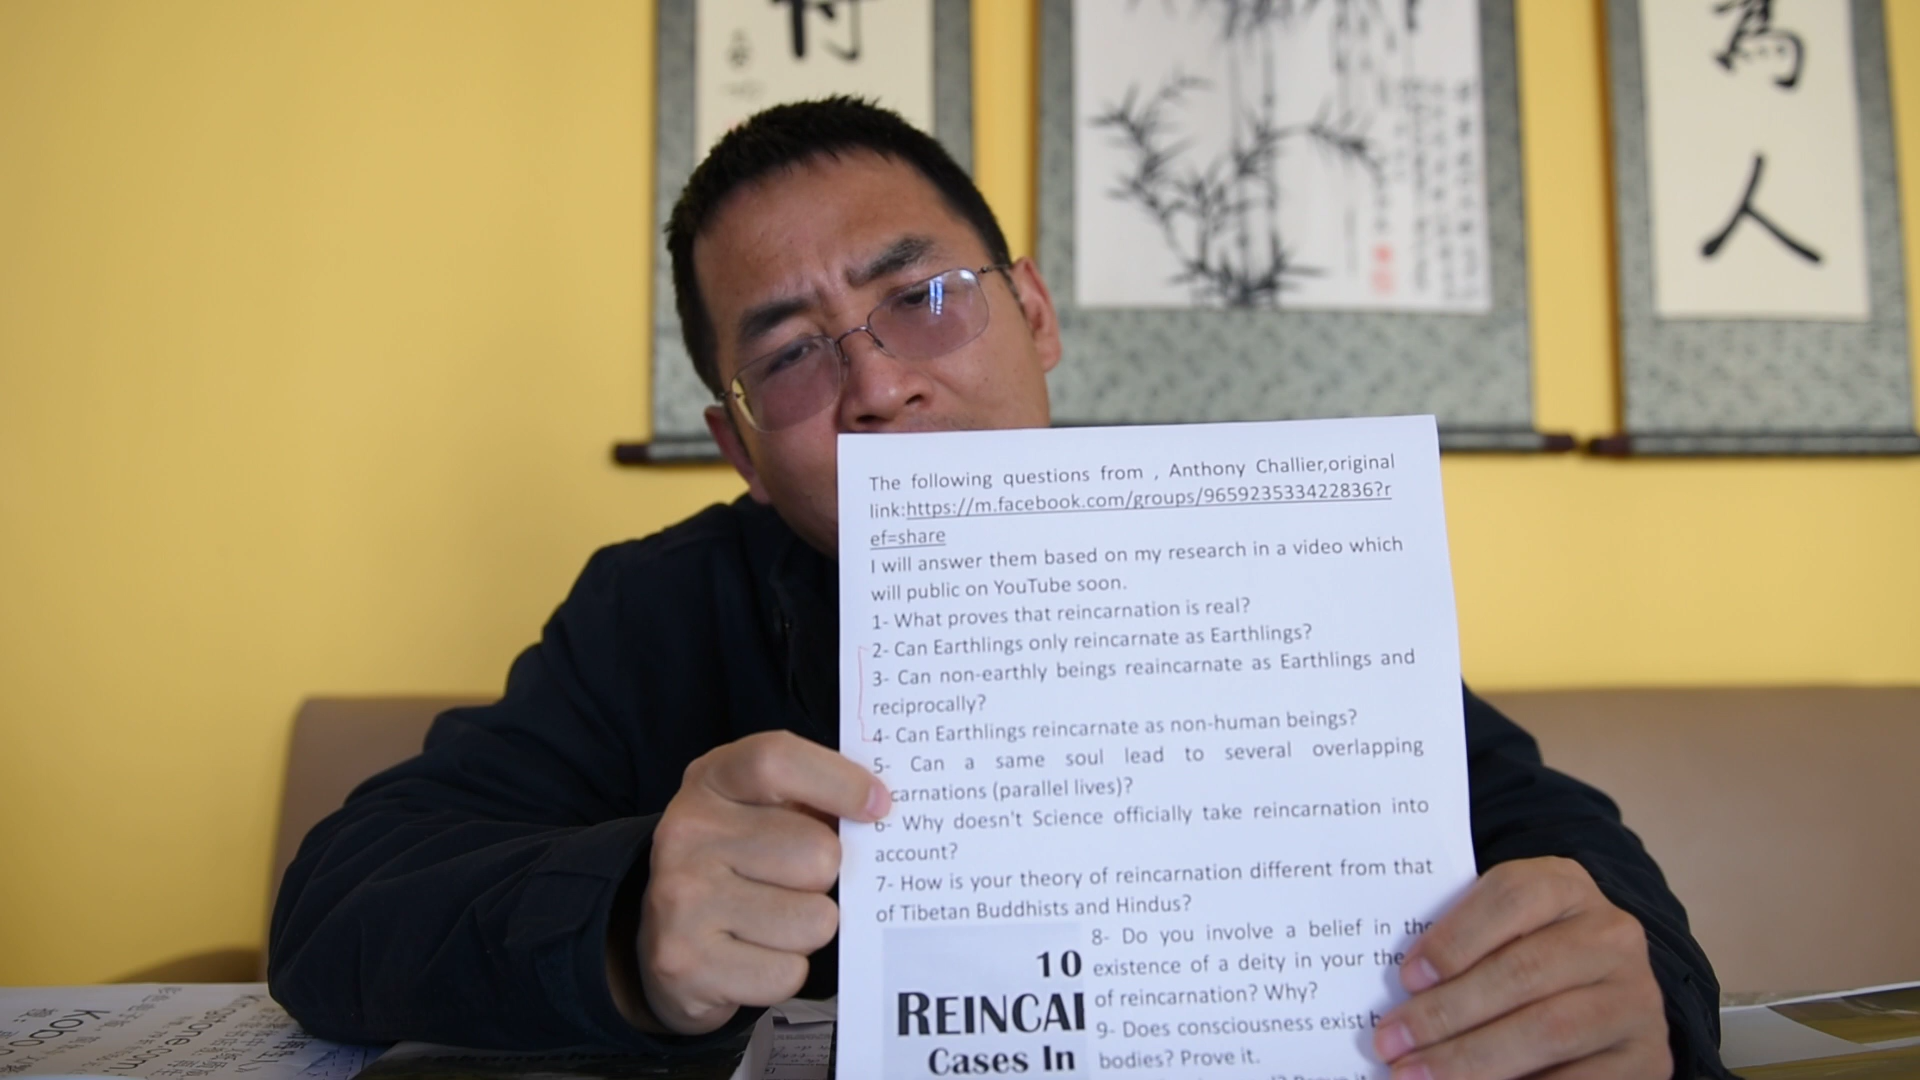 為
人
The following questions from , Anthony Challier,original
link:https://m.facebook.com/groups/965923533422836?r
ef=share
I will answer them based on my research in a video which
will public on YouTube soon.
1- What proves that reincarnation is real?
2- Can Earthlings only reincarnate as Earthlings?
3- Can non-earthly beings reaincarnate as Earthlings and
reciprocally?
4- Can Earthlings reincarnate as non-human beings?
5- Can a same soul lead to several overlapping
carnations (parallel lives)?
6- Why doesn't Science officially take reincarnation into
account?
7- How is your theory of reincarnation different from that
of Tibetan Buddhists and Hindus?
8- Do you involve a belief in the
existence of a deity in your the
of reincarnation? Why?
9- Does consciousness exist
bodies? Prove it.
10
REINCAR
Cases In
Kobo